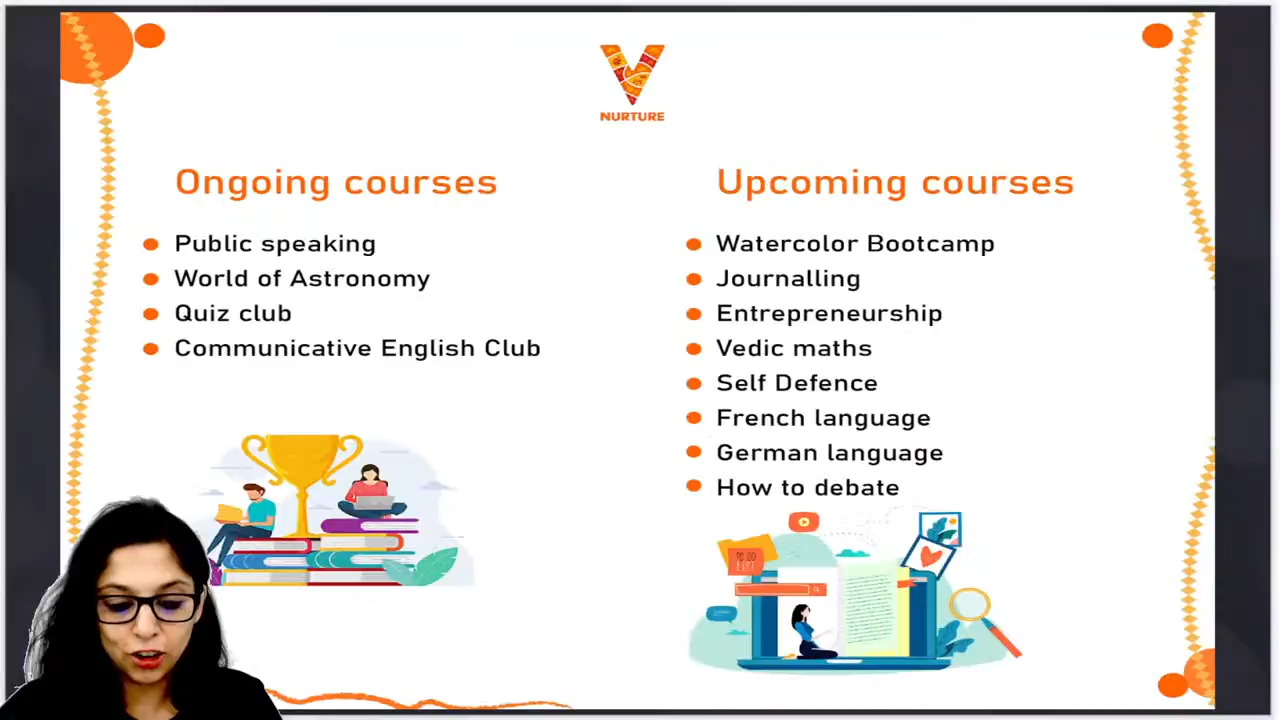 NURTURE
Ongoing courses
Public speaking
World of Astronomy
Quiz club
Communicative English Club
Upcoming courses
Watercolor Bootcamp
Journalling
Entrepreneurship
Vedic maths
Self Defence
French language
German language
How to debate